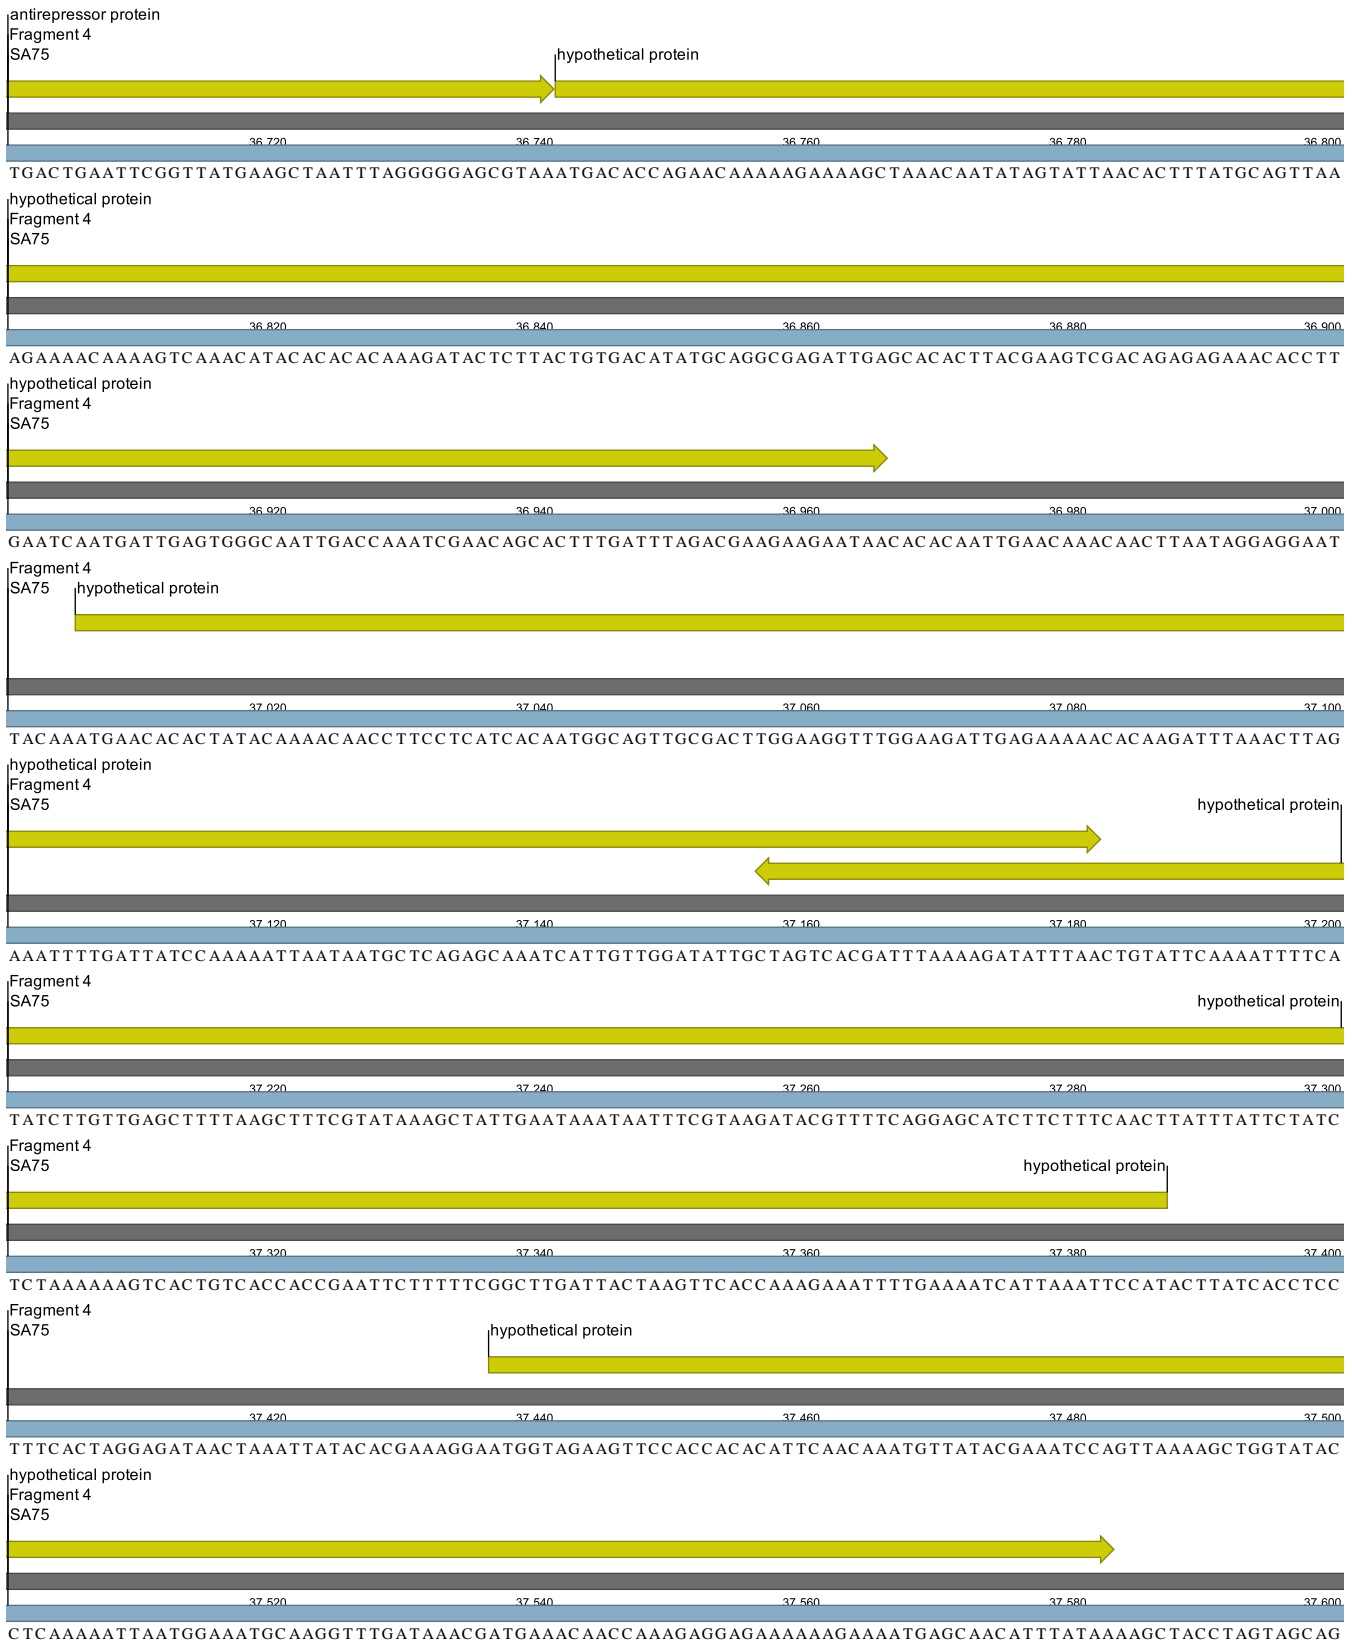 antirepressor protein
Fragment 4
SA75
hypothetical protein
36.720 36.740 36.760 36.780 36.800
TGACTGAATTCGGTTATGAAGCTAATTTAGGGGGAGCGTAAATGACACCAGAACAAAAAGAAAAGCTAAACAATATAGTATTAACACTTTATGCAGTTAA
hypothetical protein
Fragment 4
SA75
36.820 36.840 36.860 36.880 36.900
AGAAAACAAAAGTCAAACATACACACACAAAGATACTCTTACTGTGACATATGCAGGCGAGATTGAGCACACTTACGAAGTCGACAGAGAGAAACACCTT
hypothetical protein
Fragment 4
SA75
36.920 36.940 36.960 36.980 37.000
GAATCAATGATTGAGTGGGCAATTGACCAAATCGAACAGCACTTTGATTTAGACGAAGAAGAATAACACACAATTGAACAAACAACTTAATAGGAGGAAT
Fragment 4
SA75 hypothetical protein
37.020 37.040 37.060 37.080 37.100
TACAAATGAACACACTATACAAAACAACCTTCCTCATCACAATGGCAGTTGCGACTTGGAAGGTTTGGAAGATTGAGAAAAACACAAGATTTAAACTTAG
hypothetical protein
Fragment 4
SA75
hypothetical protein
37.120 37.140 37.160 37.180 37.200
AAATTTTGATTATCCAAAAATTAATAATGCTCAGAGCAAATCATTGTTGGATATTGCTAGTCACGATTTAAAAGATATTTAACTGTATTCAAAATTTTCA
Fragment 4
SA75
hypothetical protein
37.220 37.240 37.260 37.280 37.300
TATCTTGTTGAGCTTTTAAGCTTTCGTATAAAGCTATTGAATAAATAATTTCGTAAGATACGTTTTCAGGAGCATCTTCTTTCAACTTATTTATTCTATC
Fragment 4
SA75
hypothetical protein
37.320 37.340 37.360 37.380 37.400
TCTAAAAAAGTCACTGTCACCACCGAATTCTTTTTCGGCTTGATTACTAAGTTCACCAAAGAAATTTTGAAAATCATTAAATTCCATACTTATCACCTCC
Fragment 4
SA75
hypothetical protein
37.420 37.440 37.460 37.480 37.500
TTTCACTAGGAGATAACTAAATTATACACGAAAGGAATGGTAGAAGTTCCACCACACATTCAACAAATGTTATACGAAATCCAGTTAAAAGCTGGTATAC
hypothetical protein
Fragment 4
SA75
37.520 37.540 37.560 37.580 37.600
CTCAAAAATTAATGGAAATGCAAGGTTTGATAAACGATGAAACAACCAAAGAGGAGAAAAAAGAAAATGAGCAACATTTATAAAAGCTACCTAGTAGCAG